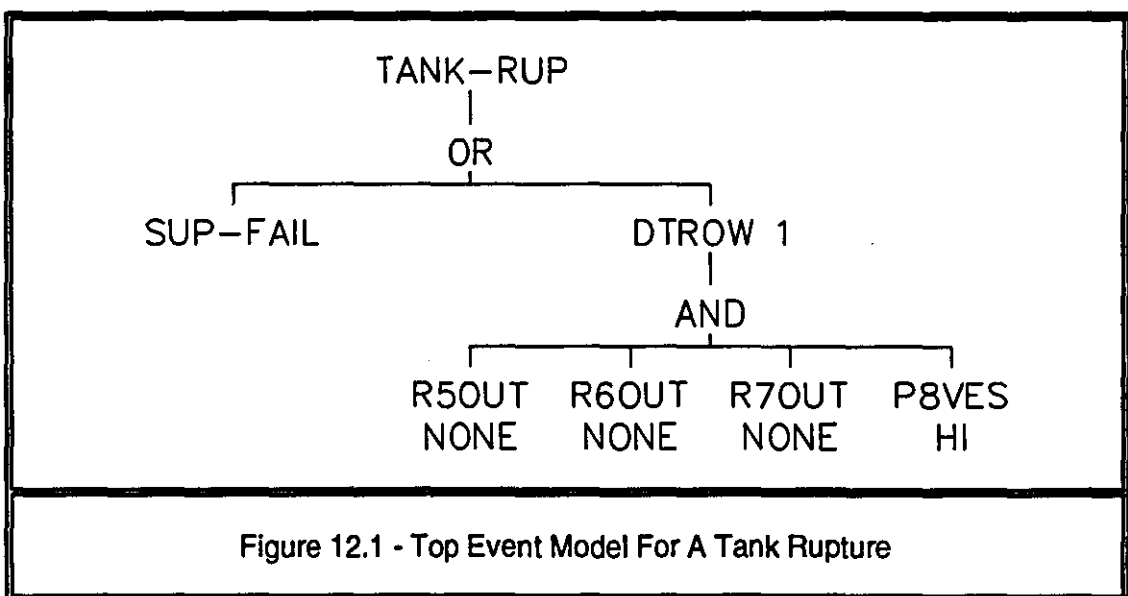 TANK–RUP
OR
SUP–FAIL DTROW 1
AND
R5OUT R6OUT R7OUT P8VES
NONE NONE NONE HI
Figure 12.1 - Top Event Model For A Tank Rupture